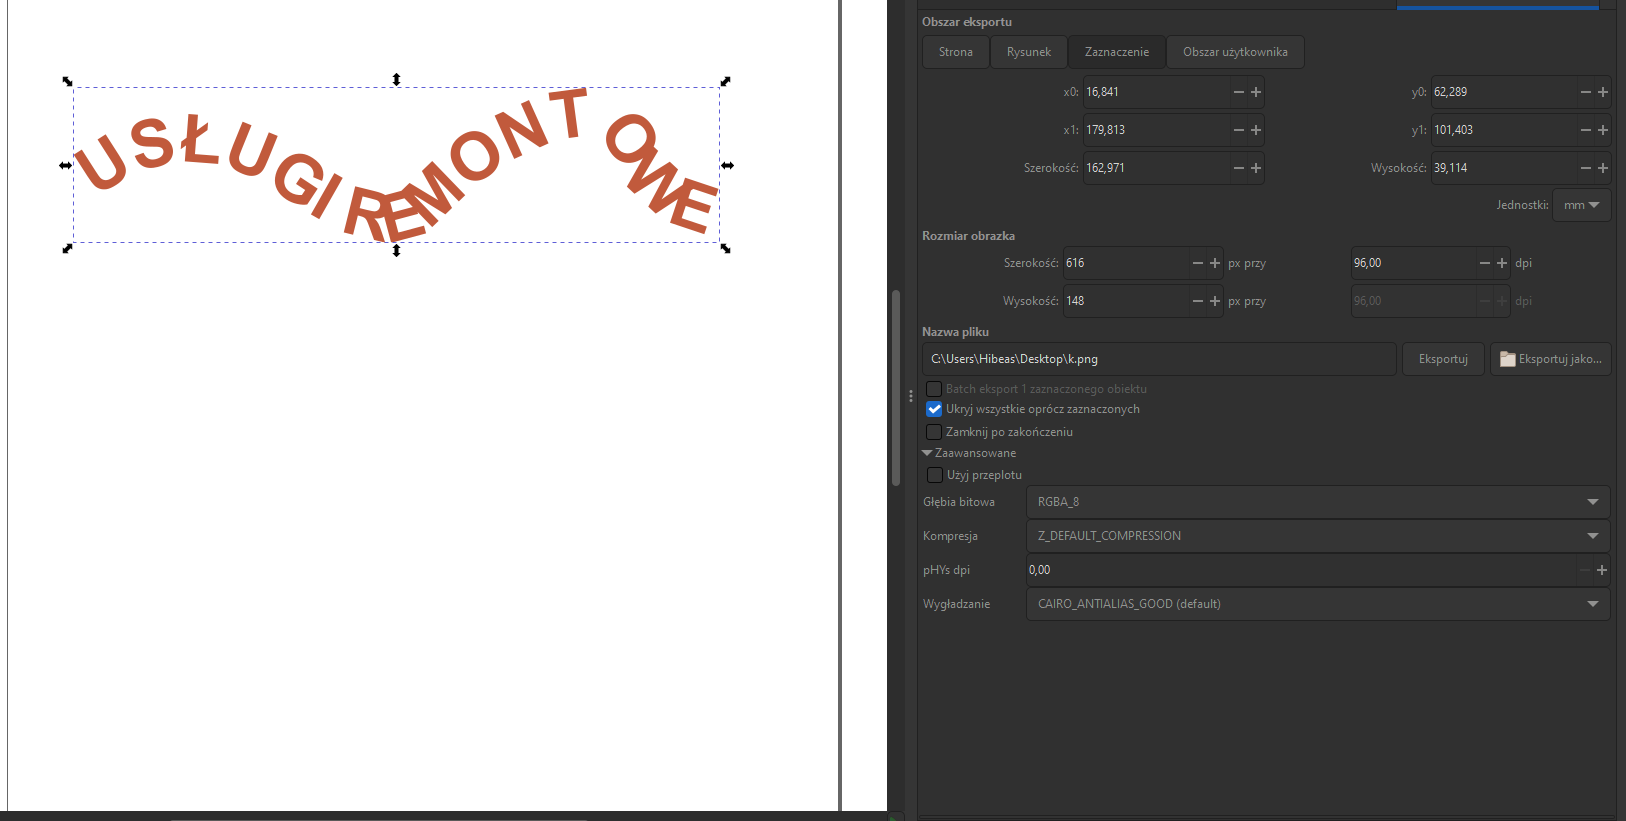 USŁUGI REMONTOWE
Obszar eksportu
Strona Rysunek Zaznaczenie Obszar użytkownika
x0: 16,841 y0: 62,289
x1: 179,813 y1: 101,403
Szerokość: 162,971 Wysokość: 39,114
Jednostki: mm
Rozmiar obrazka
Szerokość: 616 px przy 96,00 dpi
Wysokość: 148 px przy 96,00 dpi
Nazwa pliku
C:\Users\Hibeas\Desktop\k.png Eksportuj Eksportuj jako...
Batch eksport 1 zaznaczonego obiektu
Ukryj wszystkie oprócz zaznaczonych
Zamknij po zakończeniu
Zaawansowane
Użyj przeplotu
Głębia bitowa RGBA_8
Kompresja Z_DEFAULT_COMPRESSION
pHYs dpi 0,00
Wygładzanie CAIRO_ANTIALIAS_GOOD (default)